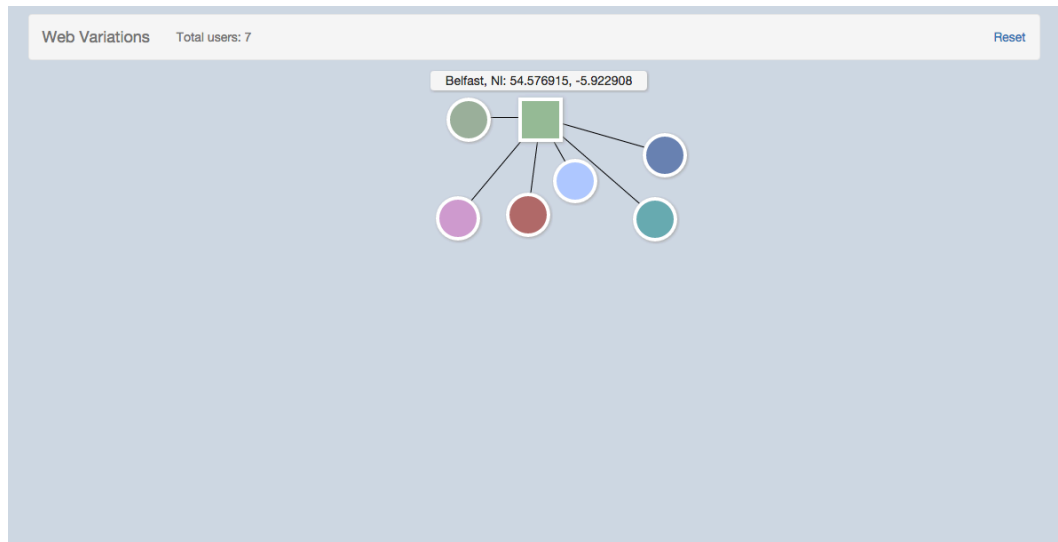 Web Variations Total users: 7 Reset
Belfast, NI: 54.576915, -5.922908